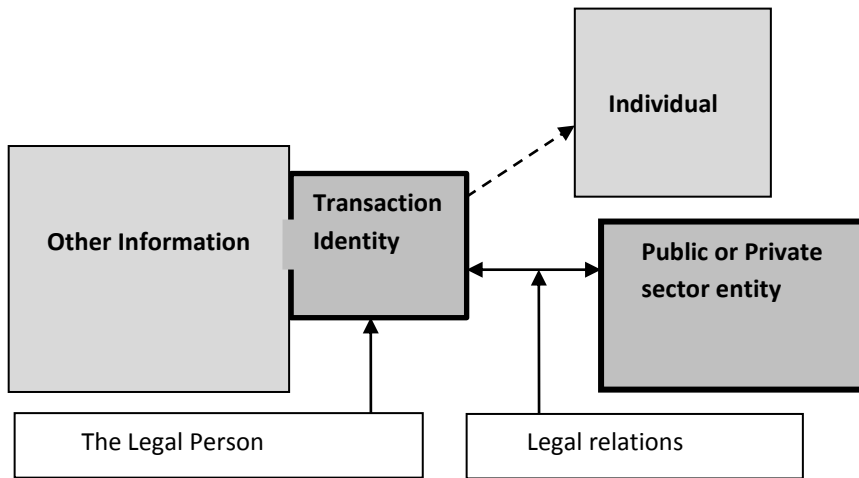 Individual
Transaction
Identity
Other Information
Public or Private
sector entity
The Legal Person
Legal relations